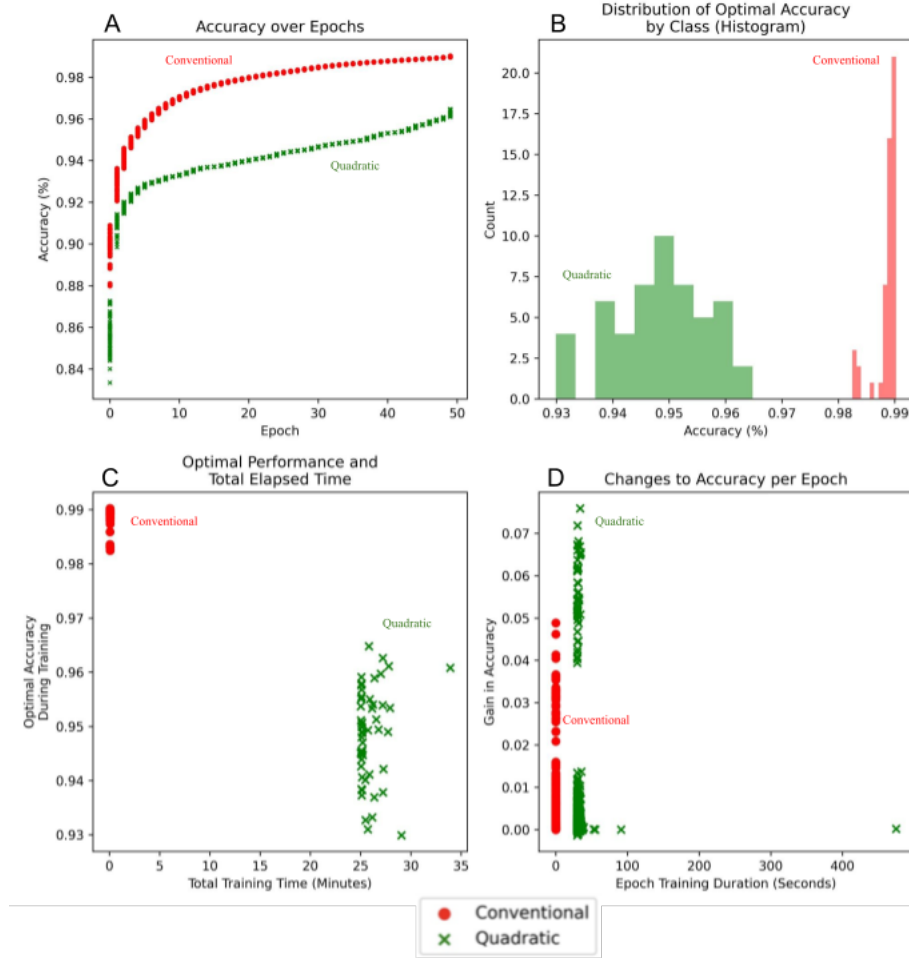 A
Accuracy over Epochs
Conventional
Quadratic
Accuracy (%)
0.98
0.96
0.94
0.92
0.90
0.86
0.84
0 10 20 30 40 50
Epoch
B
Distribution of Optimal Accuracy
by Class (Histogram)
Conventional
Quadratic
Count
20.0
17.5
15.0
12.5
10.0
7.5
5.0
2.5
0.0
0.93 0.94 0.95 0.96 0.97 0.98 0.99
Accuracy (%)
C
Optimal Performance and
Total Elapsed Time
Conventional
Quadratic
Optimal Accuracy
During Training
0.99
0.98
0.97
0.96
0.95
0.94
0.93
0 5 10 15 20 25 30 35
Total Training Time (Minutes)
D
Changes to Accuracy per Epoch
Quadratic
Conventional
Gain in Accuracy
0.07
0.06
0.05
0.04
0.03
0.02
0.01
0.00
0 100 200 300 400
Epoch Training Duration (Seconds)
Conventional
Quadratic